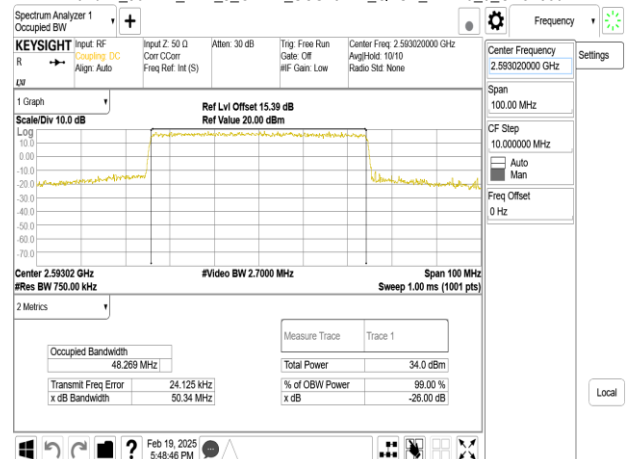 Spectrum Analyzer 1
Occupied BW
Frequency
KEYSIGHT
R
LXI
Input: RF
Coupling: DC
Align: Auto
Input Z: 50 Ω
Corr CCorr
Freq Ref: Int (S)
Atten: 30 dB
Trig: Free Run
Gate: Off
#IF Gain: Low
Center Freq: 2.593020000 GHz
Avg|Hold: 10/10
Radio Std: None
Center Frequency
2.593020000 GHz
Settings
Span
100.00 MHz
CF Step
10.000000 MHz
Auto
Man
Freq Offset
0 Hz
Local
1 Graph
Scale/Div 10.0 dB
Ref Lvl Offset 15.39 dB
Ref Value 20.00 dBm
Log
10.0
0.00
-10.0
-20.0
-30.0
-40.0
-50.0
-60.0
-70.0
Center 2.59302 GHz
#Video BW 2.7000 MHz
Span 100 MHz
#Res BW 750.00 kHz
Sweep 1.00 ms (1001 pts)
2 Metrics
Measure Trace
Trace 1
Occupied Bandwidth
48.269 MHz
Total Power
34.0 dBm
Transmit Freq Error
24.125 kHz
% of OBW Power
99.00 %
x dB Bandwidth
50.34 MHz
x dB
-26.00 dB
?
Feb 19, 2025
5:48:46 PM